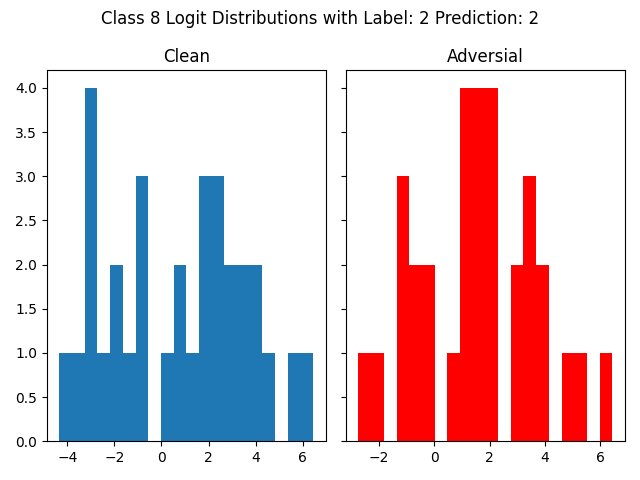 Class 8 Logit Distributions with Label: 2 Prediction: 2
Clean
Adversial
4.0
3.5
3.0
2.5
2.0
1.5
1.0
0.5
0.0
−4 −2 0 2 4 6
−2 0 2 4 6